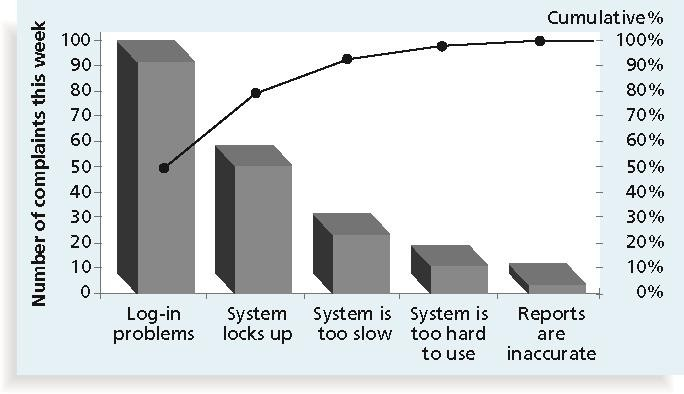 Cumulative%
Number of complaints this week
100
90
80
70
60
50
40
30
20
10
0
100%
90%
80%
70%
60%
50%
40%
30%
20%
10%
0%
Log-in
problems
System
locks up
System is
too slow
System is
too hard
to use
Reports
are
inaccurate